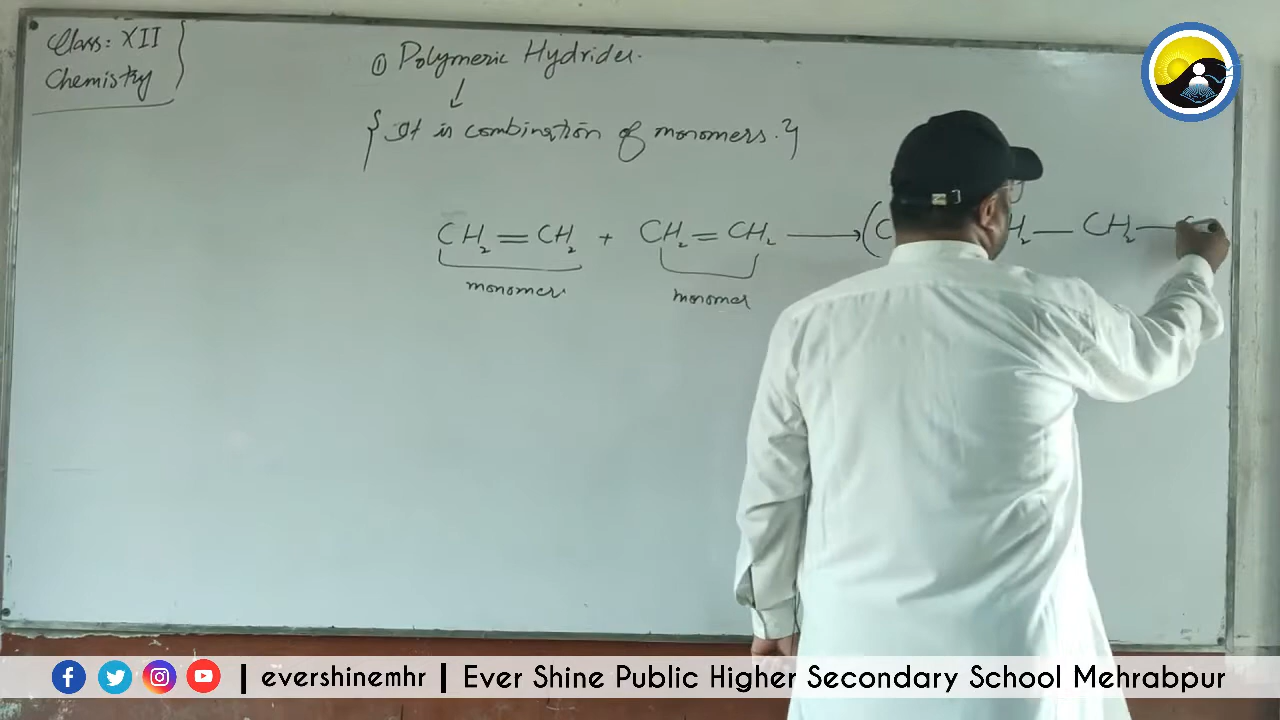 Class: XII
Chemistry
① Polymeric Hydrides.
{ It is combination of monomers. }
CH₂ = CH₂ + CH₂ = CH₂ ⟶ ( — CH₂ —
monomer monomer
| evershinemhr | Ever Shine Public Higher Secondary School Mehrabpur